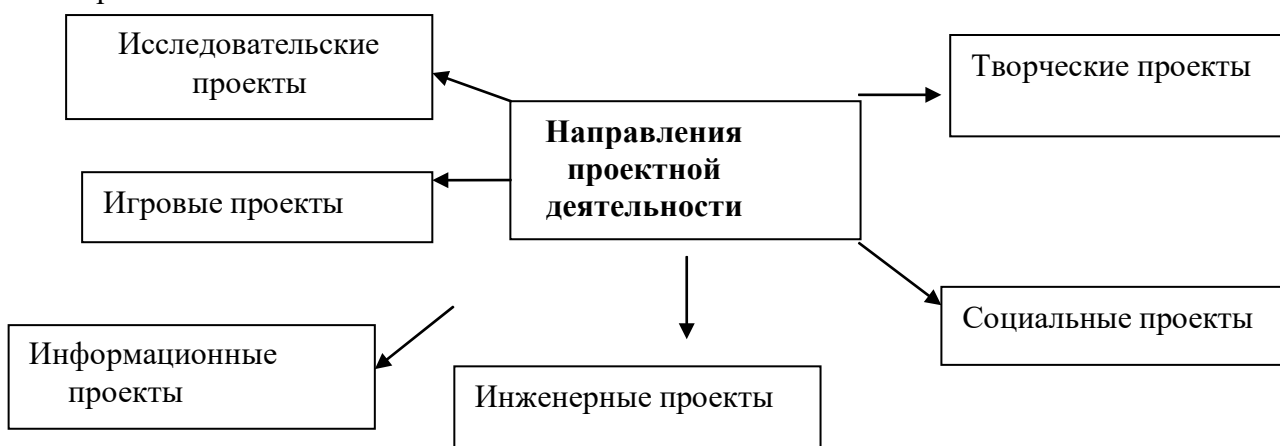 Исследовательские
проекты
Творческие проекты
Направления
проектной
деятельности
Игровые проекты
Социальные проекты
Информационные
проекты
Инженерные проекты